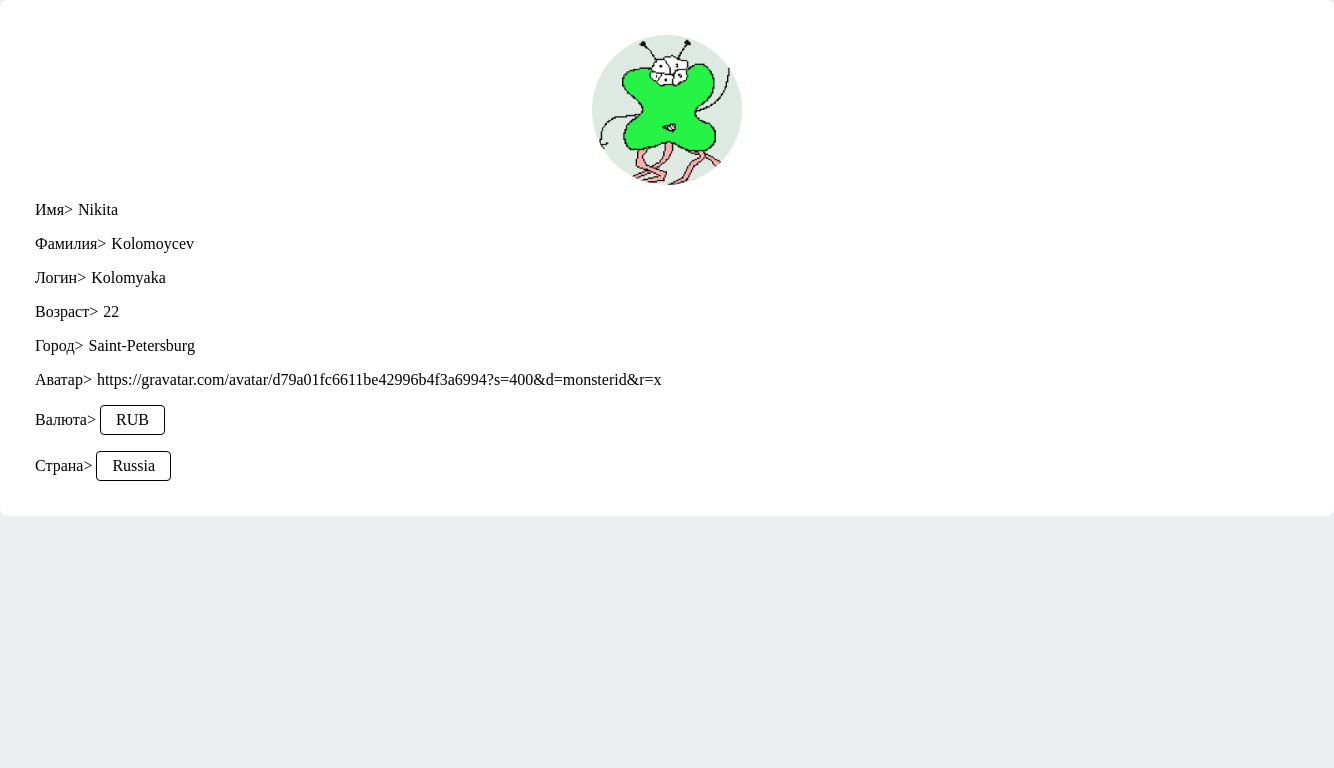 Имя> Nikita
Фамилия> Kolomoycev
Логин> Kolomyaka
Возраст> 22
Город> Saint-Petersburg
Аватар> https://gravatar.com/avatar/d79a01fc6611be42996b4f3a6994?s=400&d=monsterid&r=x
Валюта> RUB
Страна> Russia